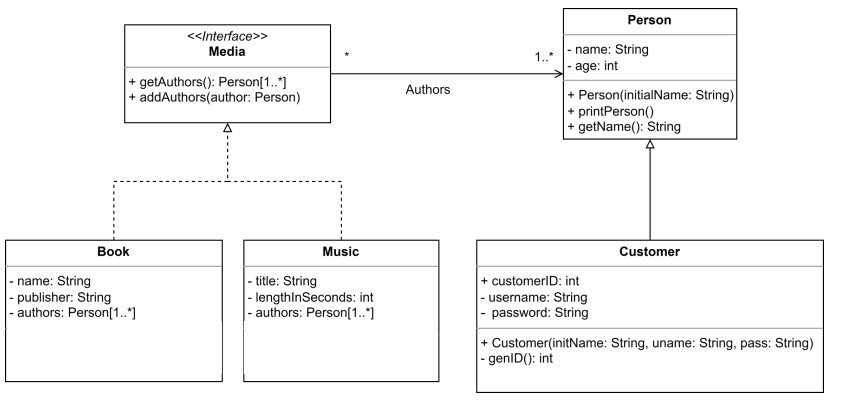 <<Interface>>
Media
+ getAuthors(): Person[1..*]
+ addAuthors(author: Person)
*
1..*
Authors
Person
- name: String
- age: int
+ Person(initialName: String)
+ printPerson()
+ getName(): String
Book
- name: String
- publisher: String
- authors: Person[1..*]
Music
- title: String
- lengthInSeconds: int
- authors: Person[1..*]
Customer
+ customerID: int
- username: String
- password: String
+ Customer(initName: String, uname: String, pass: String)
- genID(): int